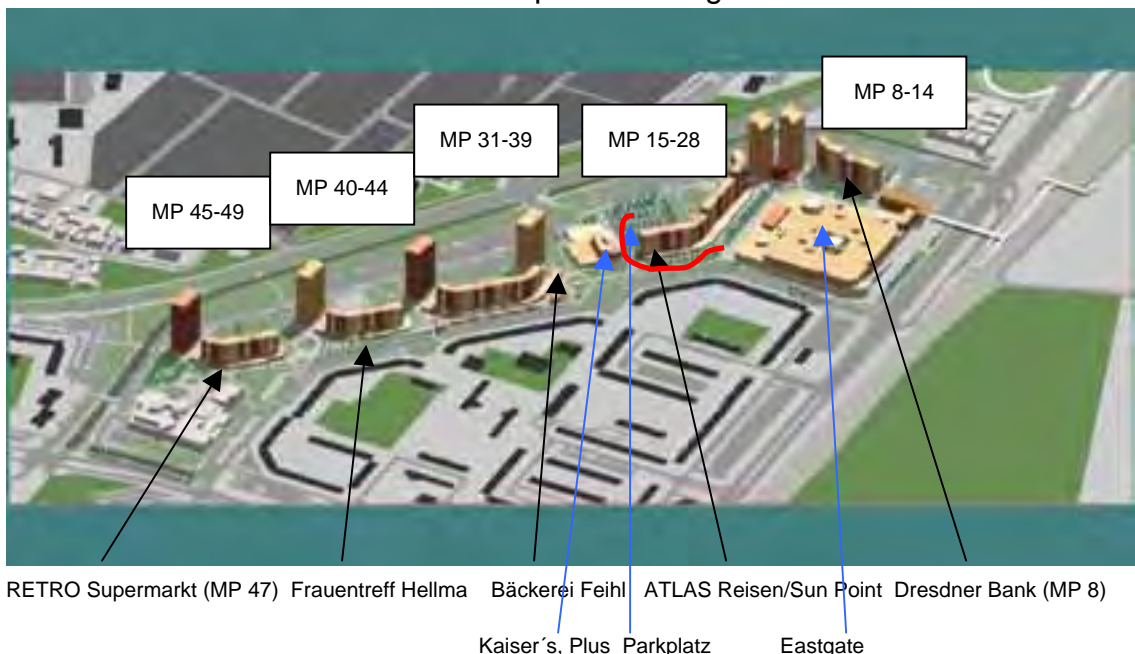 MP 8-14
MP 31-39
MP 15-28
MP 40-44
MP 45-49
RETRO Supermarkt (MP 47) Frauentreff Hellma Bäckerei Feihl ATLAS Reisen/Sun Point Dresdner Bank (MP 8)
Kaiser´s, Plus Parkplatz Eastgate